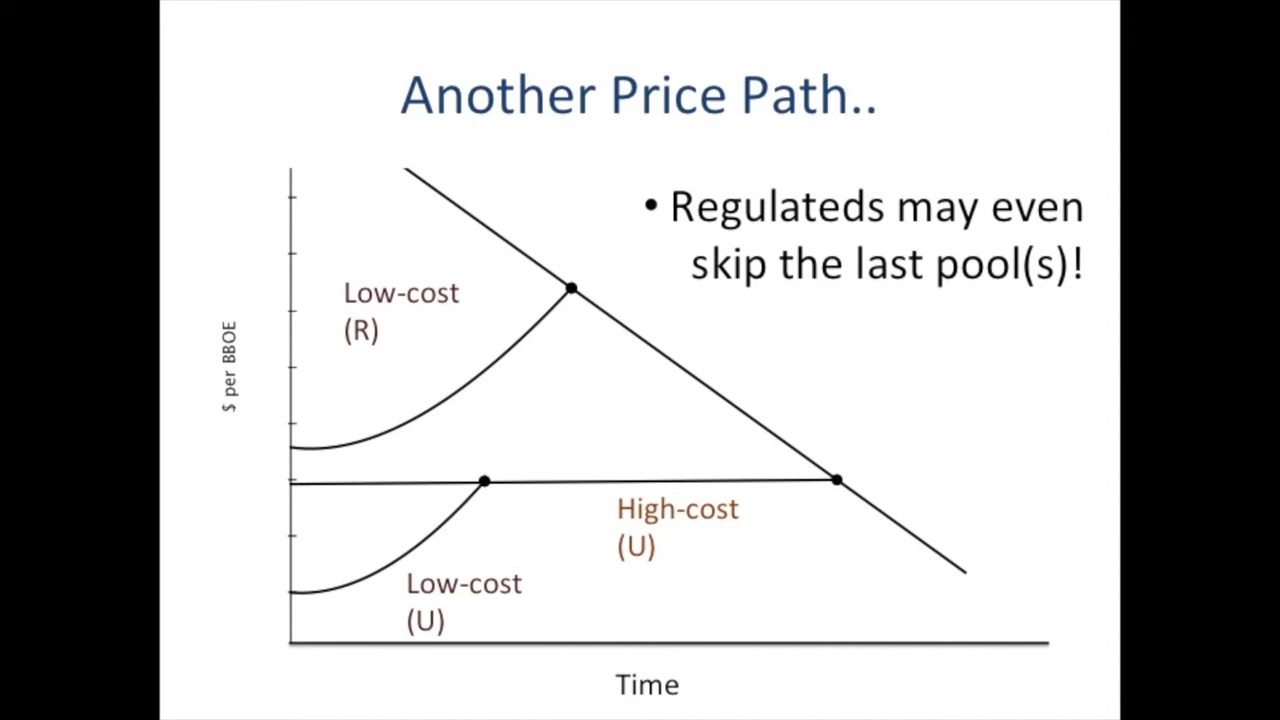 Another Price Path..
• Regulateds may even
skip the last pool(s)!
Low-cost
(R)
$ per BBOE
High-cost
(U)
Low-cost
(U)
Time